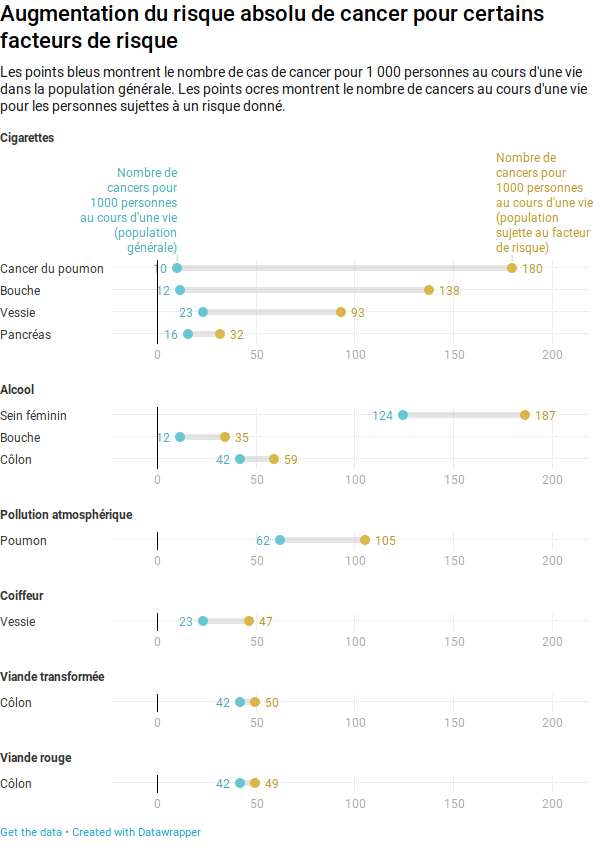 Augmentation du risque absolu de cancer pour certains
facteurs de risque
Les points bleus montrent le nombre de cas de cancer pour 1 000 personnes au cours d'une vie
dans la population générale. Les points ocres montrent le nombre de cancers au cours d'une vie
pour les personnes sujettes à un risque donné.
Cigarettes
Nombre de
cancers pour
1000 personnes
au cours d'une vie
(population
générale)
Nombre de
cancers pour
1000 personnes
au cours d'une vie
(population
sujette au facteur
de risque)
Cancer du poumon 10 180
Bouche 12 138
Vessie 23 93
Pancréas 16 32
0 50 100 150 200
Alcool
Sein féminin 124 187
Bouche 12 35
Côlon 42 59
0 50 100 150 200
Pollution atmosphérique
Poumon 62 105
0 50 100 150 200
Coiffeur
Vessie 23 47
0 50 100 150 200
Viande transformée
Côlon 42 50
0 50 100 150 200
Viande rouge
Côlon 42 49
0 50 100 150 200
Get the data • Created with Datawrapper